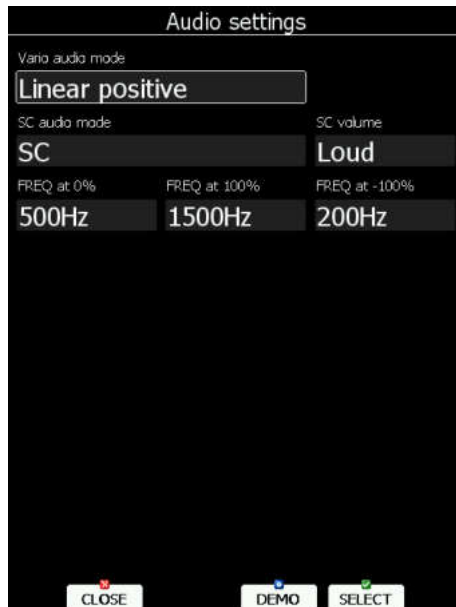 Audio settings
Vario audio mode
Linear positive
SC audio mode SC volume
SC Loud
FREQ at 0% FREQ at 100% FREQ at -100%
500Hz 1500Hz 200Hz
CLOSE DEMO SELECT